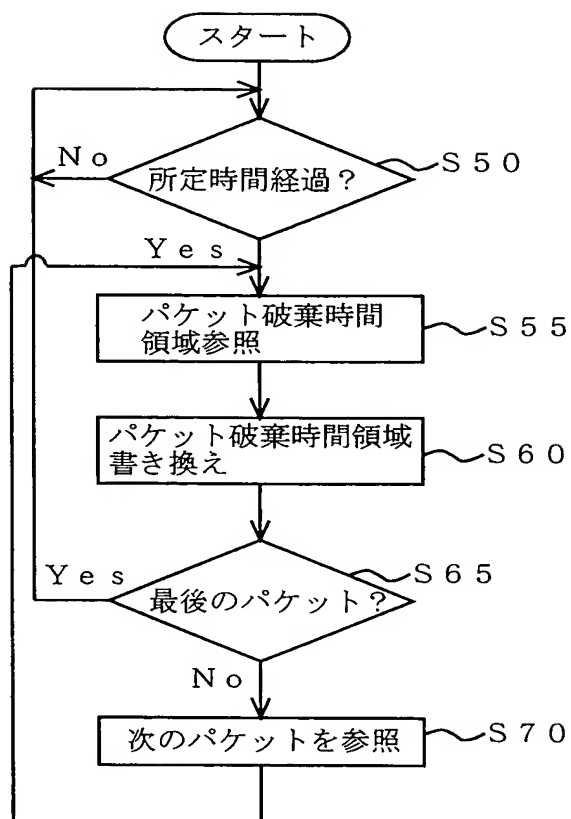 スタート
No
所定時間経過?
S50
Yes
パケット破棄時間
領域参照
S55
パケット破棄時間領域
書き換え
S60
Yes
最後のパケット?
S65
No
次のパケットを参照
S70